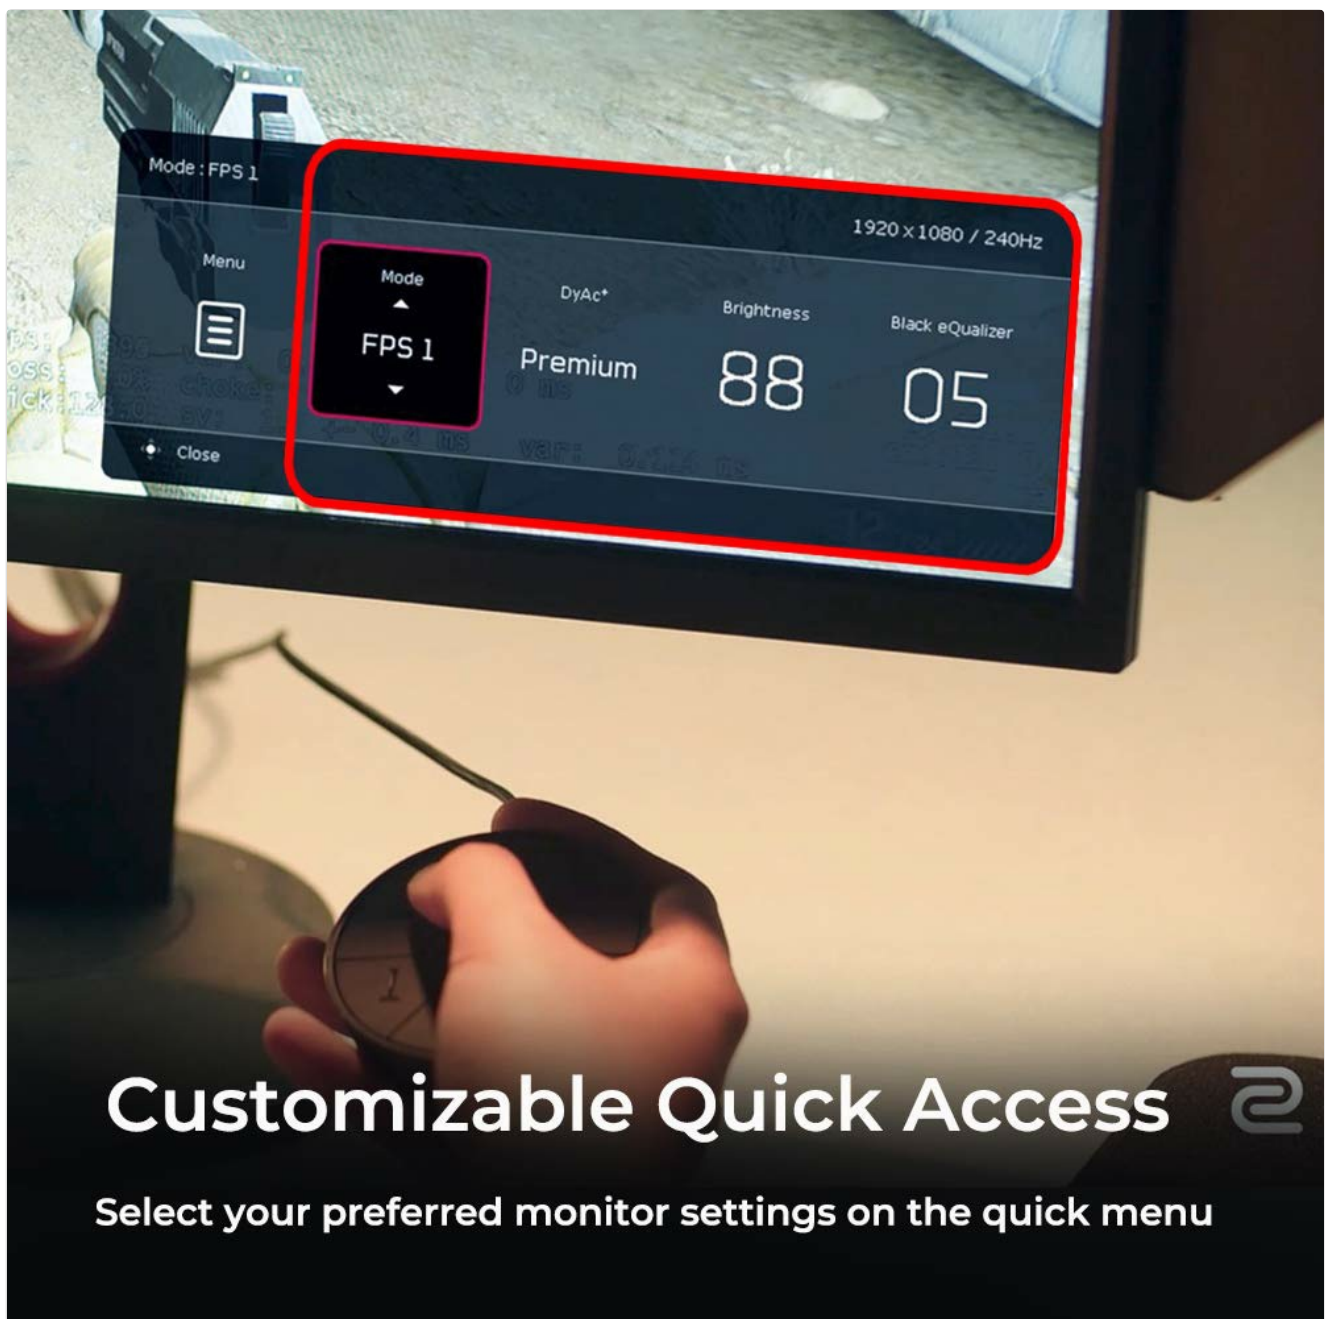 Mode : FPS 1
1920 x 1080 / 240Hz
Menu
Mode
FPS 1
DyAc+
Premium
Brightness
88
Black eQualizer
05
Close
Customizable Quick Access
Select your preferred monitor settings on the quick menu